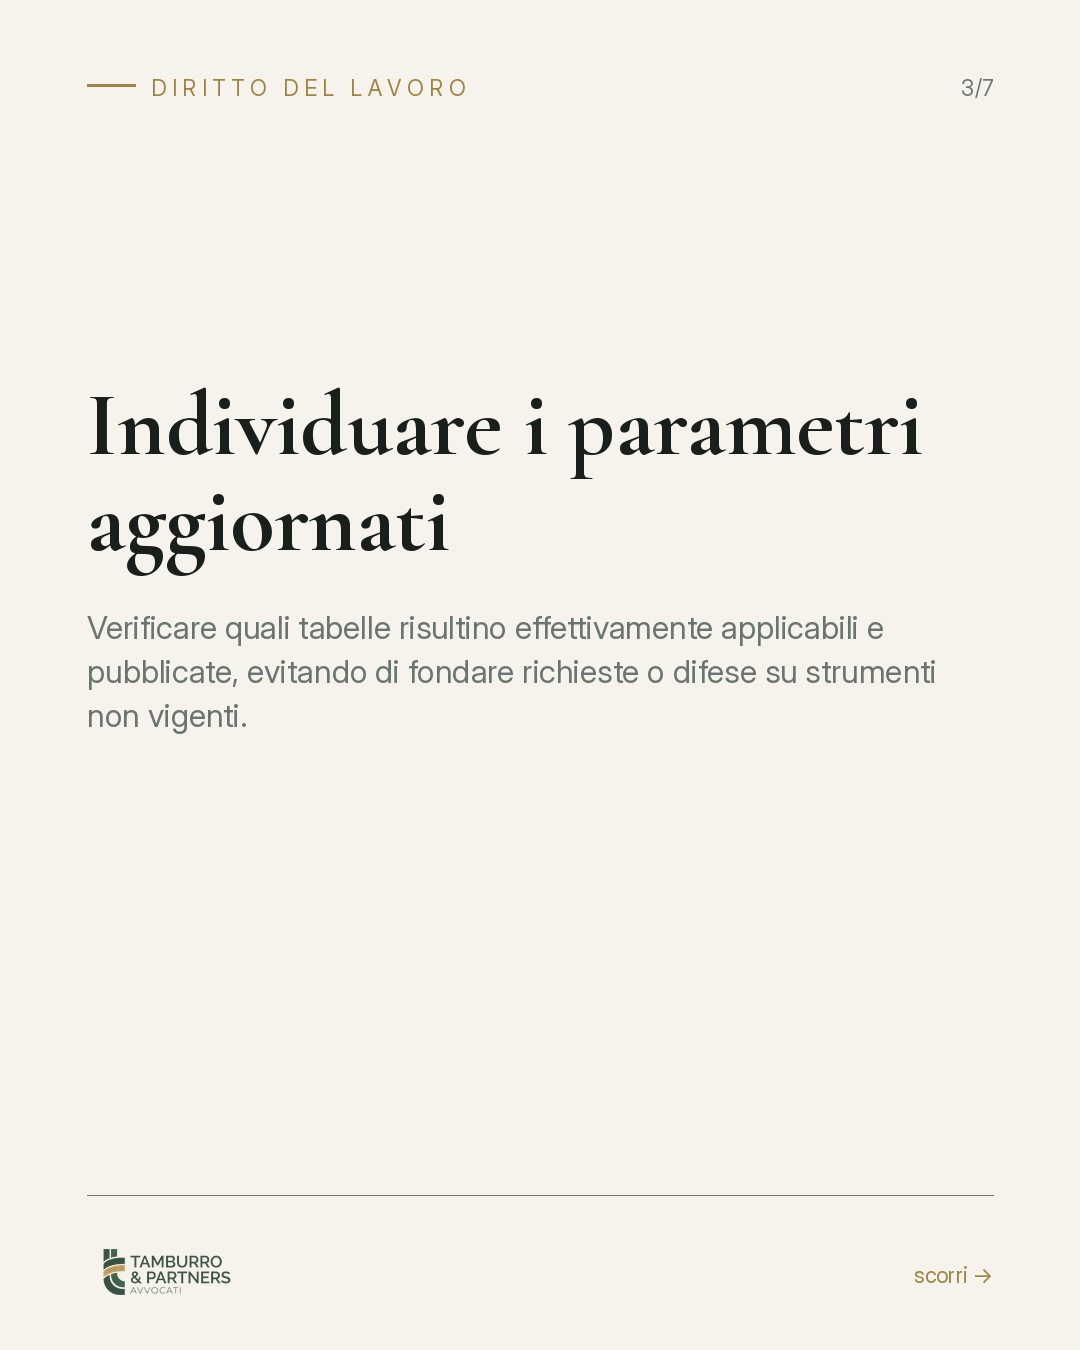 DIRITTO DEL LAVORO
3/7
Individuare i parametri
aggiornati
Verificare quali tabelle risultino effettivamente applicabili e
pubblicate, evitando di fondare richieste o difese su strumenti
non vigenti.
TAMBURRO
& PARTNERS
AVVOCATI
scorri →